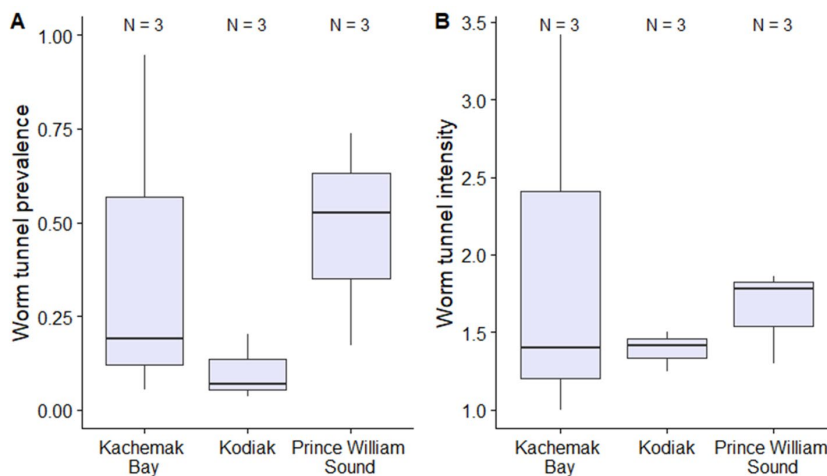 A
N = 3
N = 3
N = 3
1.00
0.75
0.50
0.25
0.00
Worm tunnel prevalence
Kachemak
Bay
Kodiak
Prince William
Sound
B
N = 3
N = 3
N = 3
3.5
3.0
2.5
2.0
1.5
1.0
Worm tunnel intensity
Kachemak
Bay
Kodiak
Prince William
Sound